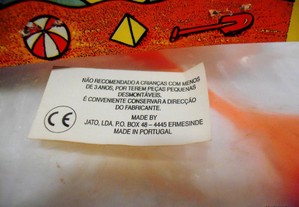 NÃO RECOMENDADO A CRIANÇAS COM MENOS
DE 3 ANOS, POR TEREM PEÇAS PEQUENAS
DESMONTÁVEIS.
É CONVENIENTE CONSERVAR A DIRECÇÃO
DO FABRICANTE.
CE
MADE BY
JATO, LDA. P.O. BOX 48 – 4445 ERMESINDE
MADE IN PORTUGAL